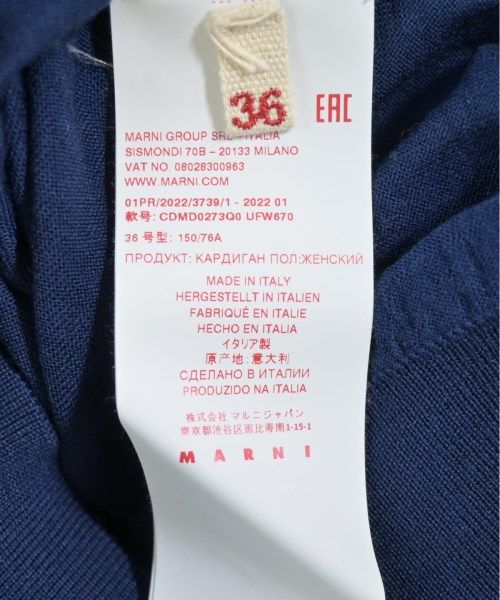 36
EAC
MARNI GROUP SRL - ITALIA
SISMONDI 70B - 20133 MILANO
VAT NO. 08028300963
WWW.MARNI.COM
01PR/2022/3739/1 - 2022 01
款号: CDMD0273Q0 UFW670
36 号型: 150/76A
ПРОДУКТ: КАРДИГАН ПОЛ:ЖЕНСКИЙ
MADE IN ITALY
HERGESTELLT IN ITALIEN
FABRIQUÉ EN ITALIE
HECHO EN ITALIA
イタリア製
原产地: 意大利
СДЕЛАНО В ИТАЛИИ
PRODUZIDO NA ITALIA
株式会社 マルニジャパン
東京都渋谷区恵比寿南1-15-1
MARNI